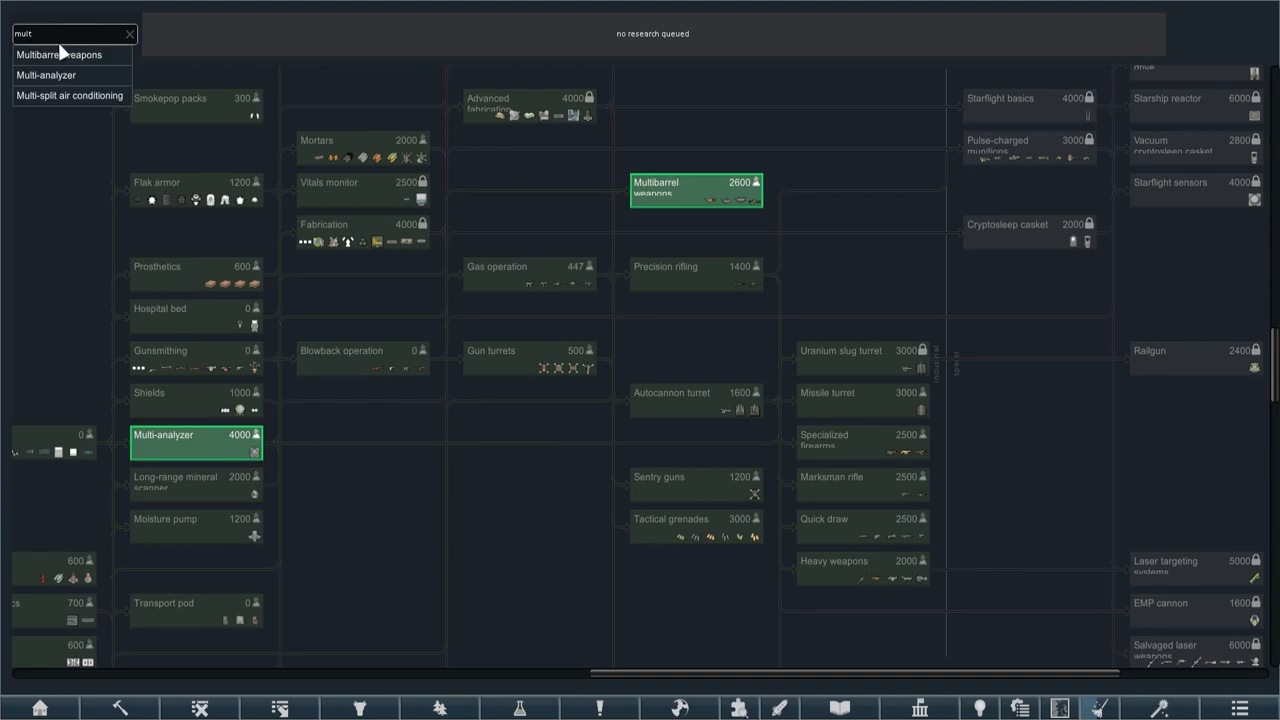 mult
no research queued
Multibarrel weapons
Multi-analyzer
Multi-split air conditioning
drive
Smokepop packs 300
Advanced fabrication 4000
Starflight basics 4000
Starship reactor 6000
Mortars 2000
Pulse-charged munitions 3000
Vacuum cryptosleep casket 2800
Flak armor 1200
Vitals monitor 2500
Multibarrel weapons 2600
Starflight sensors 4000
Fabrication 4000
Cryptosleep casket 2000
Prosthetics 600
Gas operation 447
Precision rifling 1400
Hospital bed 0
Gunsmithing 0
Blowback operation 0
Gun turrets 500
Uranium slug turret 3000
Railgun 2400
Shields 1000
Autocannon turret 1600
Missile turret 3000
0
Multi-analyzer 4000
Specialized firearms 2500
Long-range mineral scanner 2000
Sentry guns 1200
Marksman rifle 2500
Moisture pump 1200
Tactical grenades 3000
Quick draw 2500
600
Heavy weapons 2000
Laser targeting systems 5000
cs 700
Transport pod 0
EMP cannon 1600
600
Salvaged laser weapons 6000